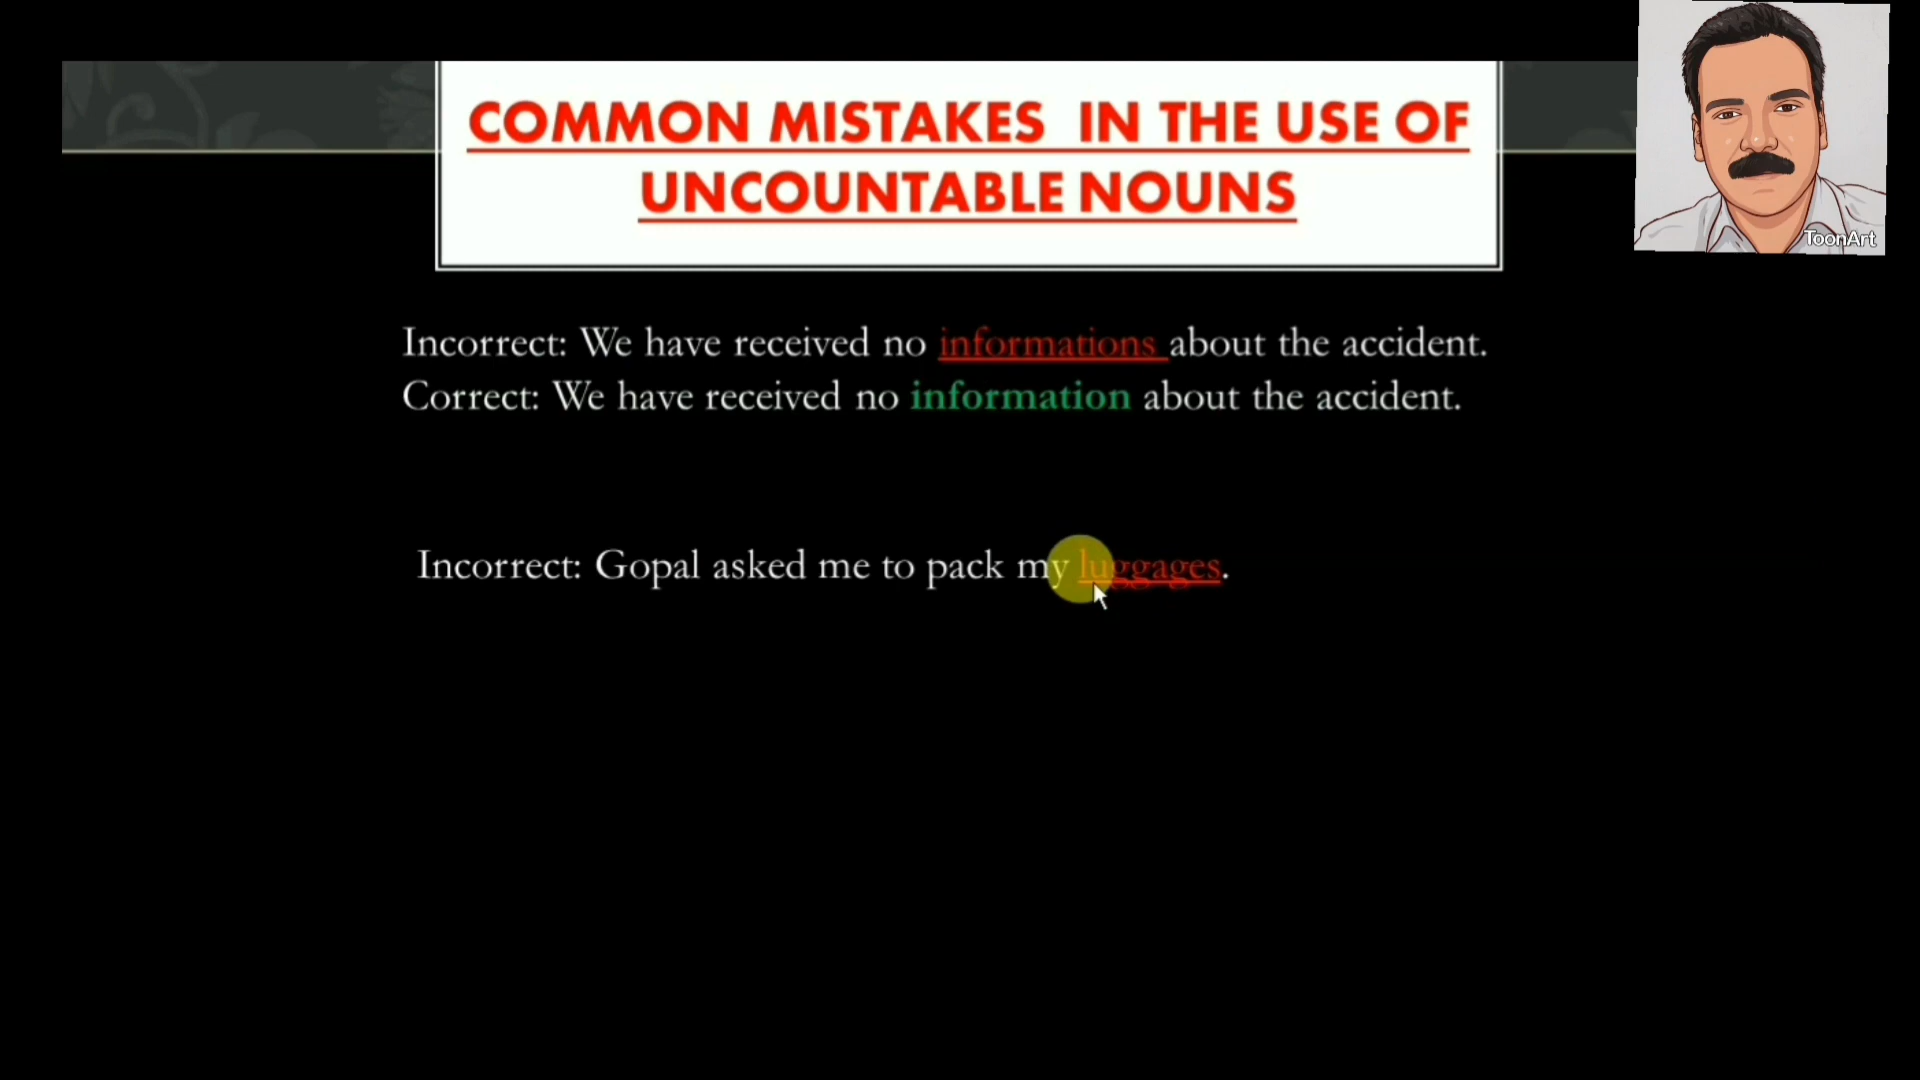 COMMON MISTAKES IN THE USE OF
UNCOUNTABLE NOUNS
ToonArt
Incorrect: We have received no informations about the accident.
Correct: We have received no information about the accident.
Incorrect: Gopal asked me to pack my luggages.